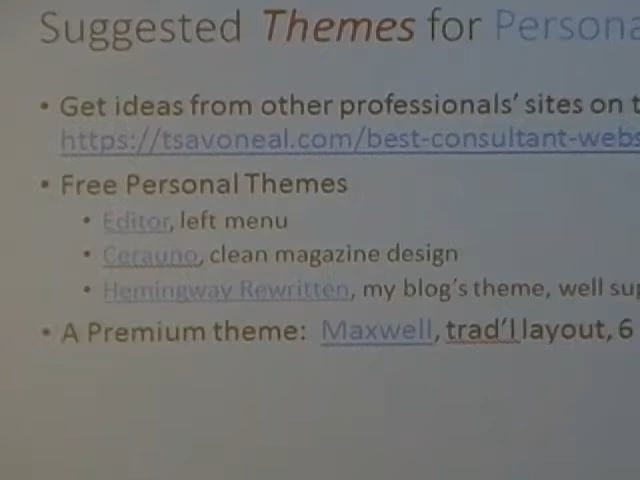 Suggested Themes for Persona
• Get ideas from other professionals' sites on t
https://tsavoneal.com/best-consultant-webs
• Free Personal Themes
• Editor, left menu
• Cerauno, clean magazine design
• Hemingway Rewritten, my blog's theme, well sup
• A Premium theme: Maxwell, trad'l layout, 6